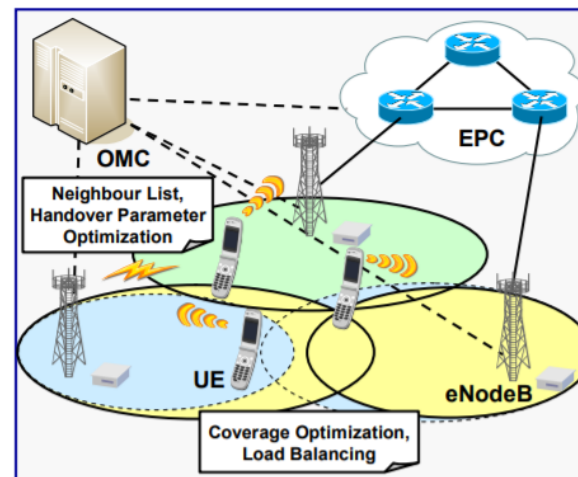 OMC
EPC
Neighbour List,
Handover Parameter
Optimization
UE
eNodeB
Coverage Optimization,
Load Balancing